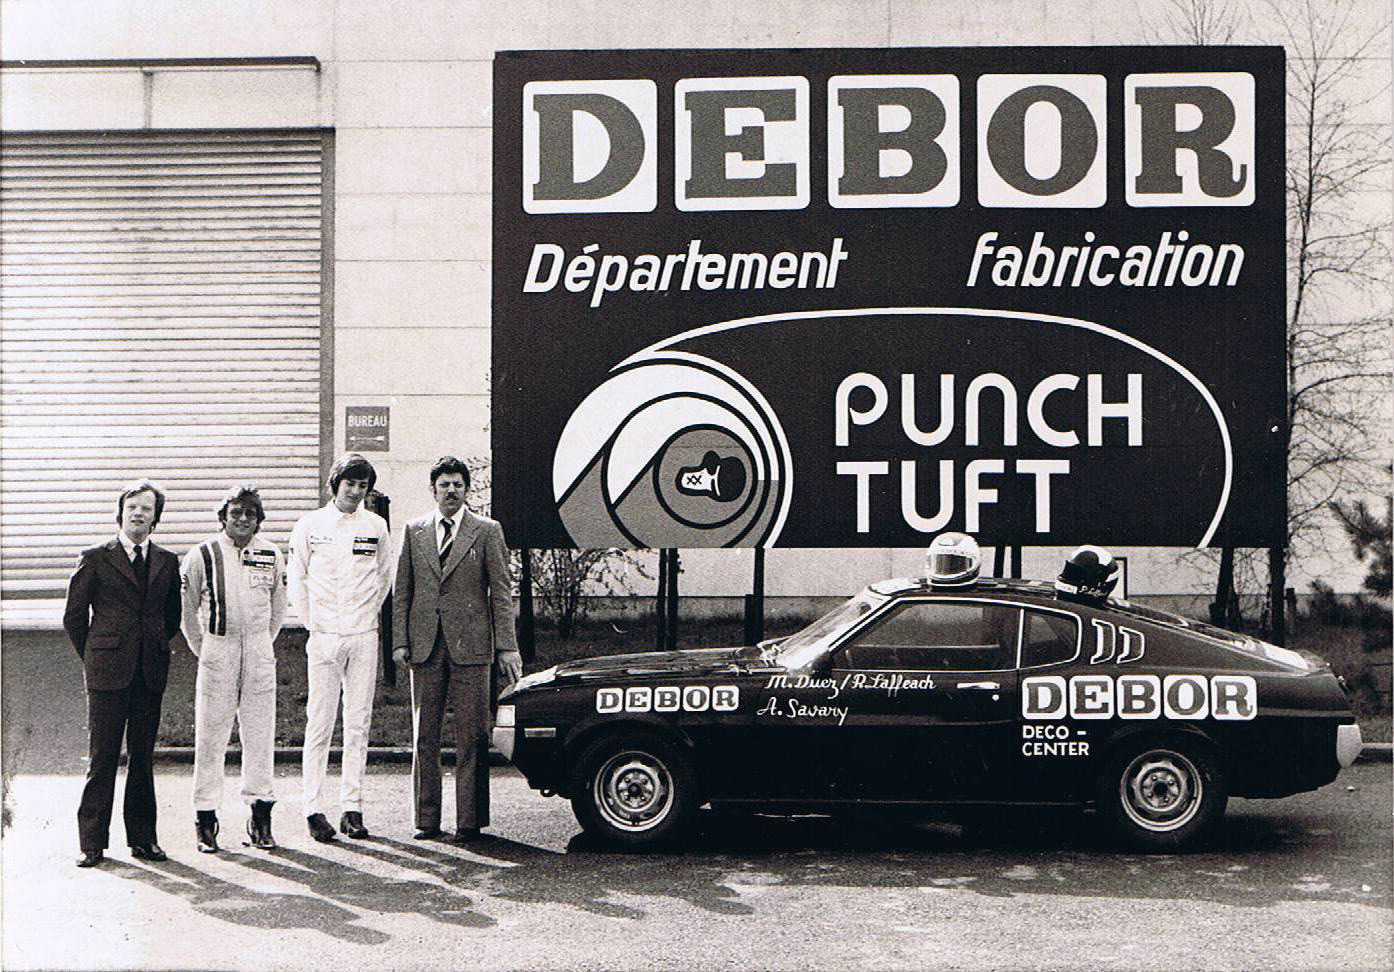 DEBOR
Département fabrication
PUNCH
TUFT
BUREAU
DEBOR
M. Duez / R. Laffeach
A. Savary
DEBOR
DECO -
CENTER